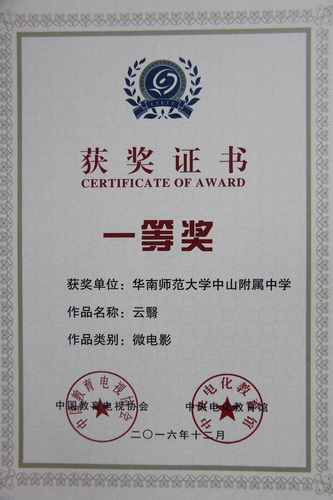 获奖证书
CERTIFICATE OF AWARD
一等奖
获奖单位：华南师范大学中山附属中学
作品名称：云翳
作品类别：微电影
中国教育电视协会 中央电化教育馆
二〇一六年十二月